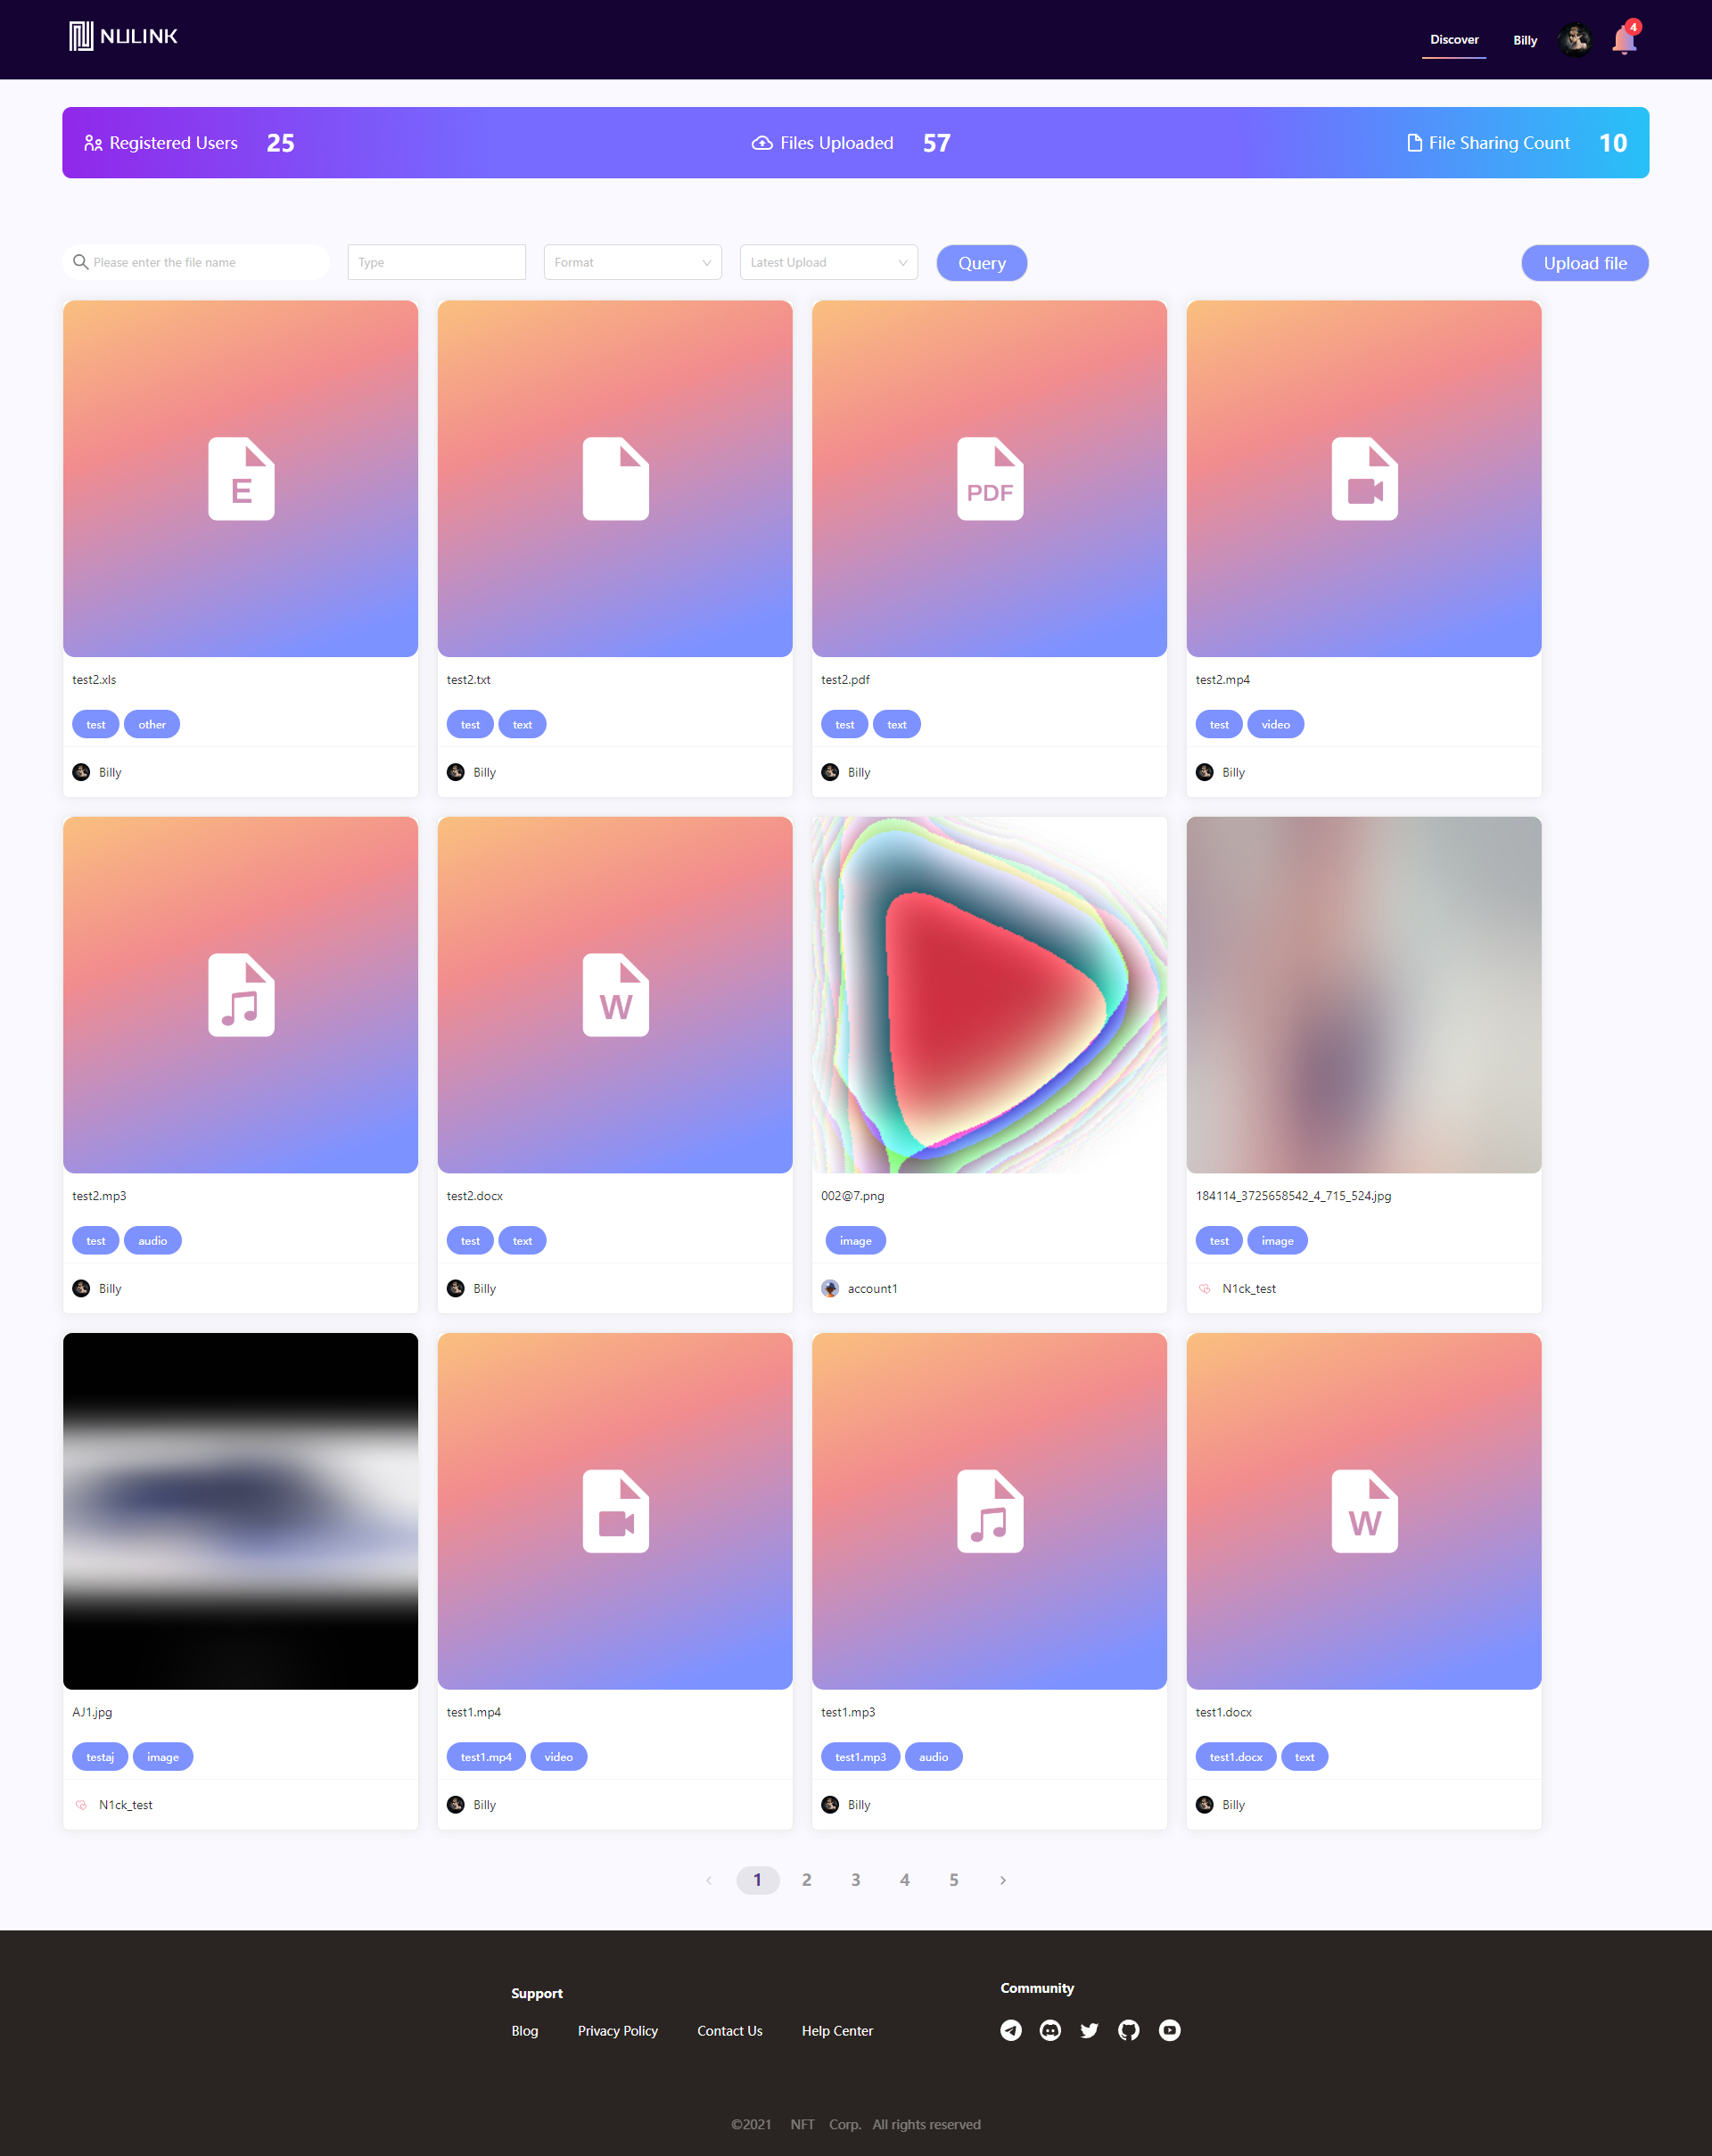 NULINK
Discover
Billy
4
Registered Users 25
Files Uploaded 57
File Sharing Count 10
Please enter the file name
Type
Format
Latest Upload
Query
Upload file
E
PDF
test2.xls
test2.txt
test2.pdf
test2.mp4
test other
test text
test text
test video
Billy
Billy
Billy
Billy
W
test2.mp3
test2.docx
002@7.png
184114_3725658542_4_715_524.jpg
test audio
test text
image
test image
Billy
Billy
account1
N1ck_test
W
AJ1.jpg
test1.mp4
test1.mp3
test1.docx
testaj image
test1.mp4 video
test1.mp3 audio
test1.docx text
N1ck_test
Billy
Billy
Billy
1 2 3 4 5
Support
Community
Blog Privacy Policy Contact Us Help Center
©2021 NFT Corp. All rights reserved